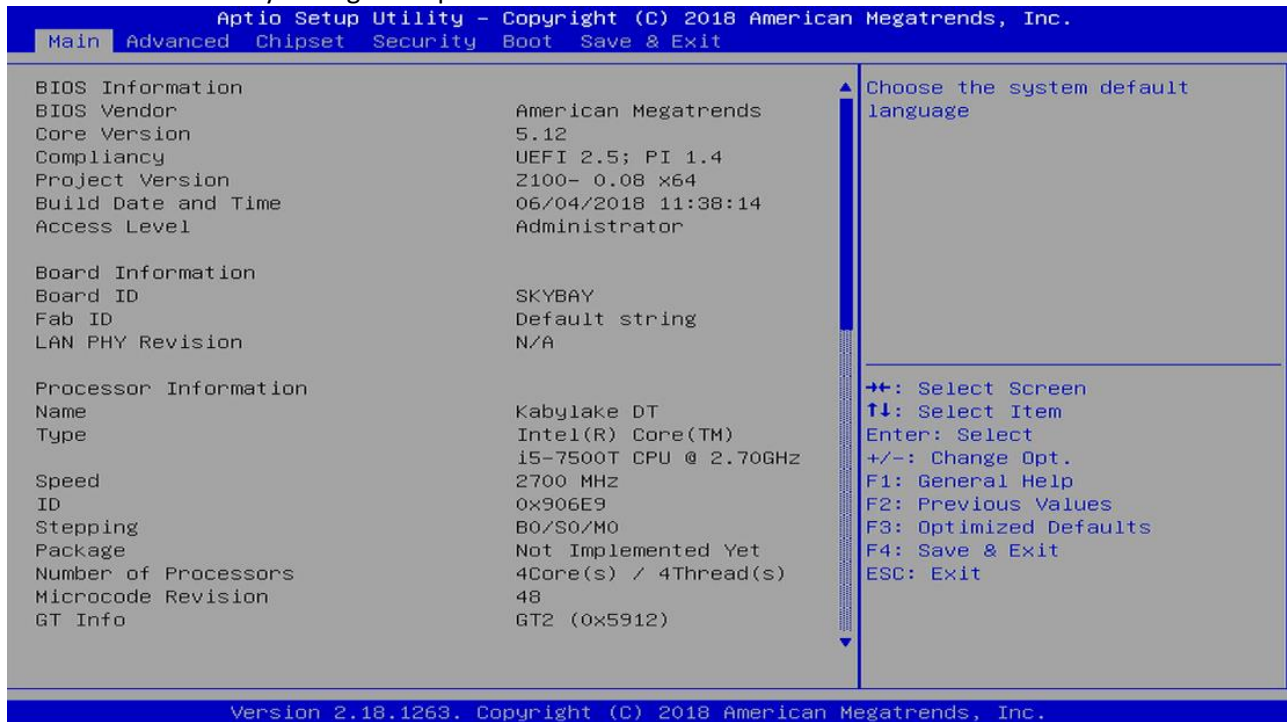 Aptio Setup Utility – Copyright (C) 2018 American Megatrends, Inc.
Main Advanced Chipset Security Boot Save & Exit
BIOS Information
BIOS Vendor American Megatrends
Core Version 5.12
Compliancy UEFI 2.5; PI 1.4
Project Version Z100- 0.08 x64
Build Date and Time 06/04/2018 11:38:14
Access Level Administrator
Board Information
Board ID SKYBAY
Fab ID Default string
LAN PHY Revision N/A
Processor Information
Name Kabylake DT
Type Intel(R) Core(TM)
i5-7500T CPU @ 2.70GHz
Speed 2700 MHz
ID 0x906E9
Stepping B0/S0/M0
Package Not Implemented Yet
Number of Processors 4Core(s) / 4Thread(s)
Microcode Revision 48
GT Info GT2 (0x5912)
Choose the system default
language
→←: Select Screen
↑↓: Select Item
Enter: Select
+/-: Change Opt.
F1: General Help
F2: Previous Values
F3: Optimized Defaults
F4: Save & Exit
ESC: Exit
Version 2.18.1263. Copyright (C) 2018 American Megatrends, Inc.